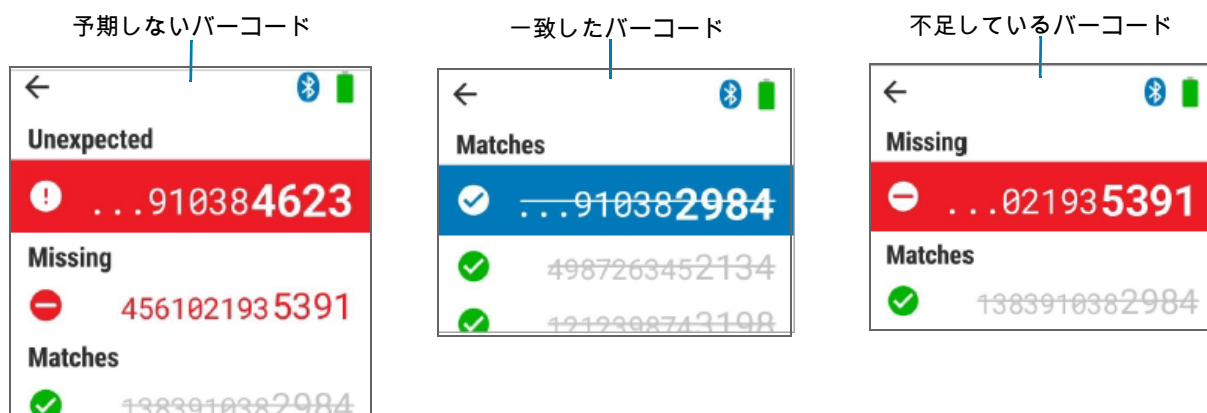 予期しないバーコード
Unexpected
...9103844623
Missing
4561021935391
Matches
1383910382984
一致したバーコード
Matches
...9103822984
4987263452134
1212398743198
不足しているバーコード
Missing
...0219355391
Matches
1383910382984